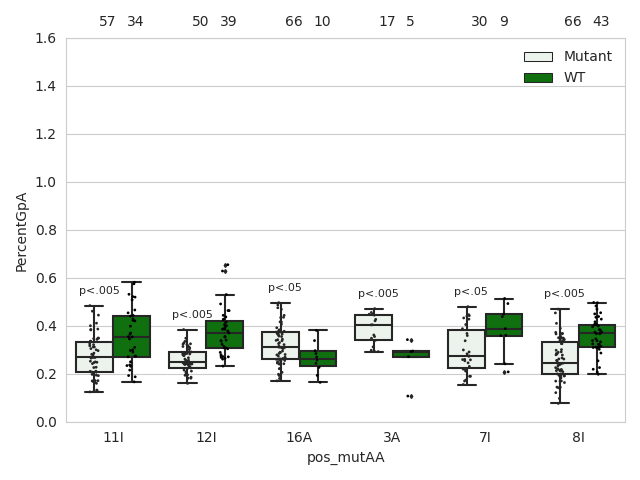 57 34 50 39 66 10 17 5 30 9 66 43
1.6
Mutant
WT
1.4
1.2
1.0
0.8
0.6
0.4
0.2
0.0
PercentGpA
p<.005
p<.005
p<.05
p<.005
p<.05
p<.005
11I 12I 16A 3A 7I 8I
pos_mutAA